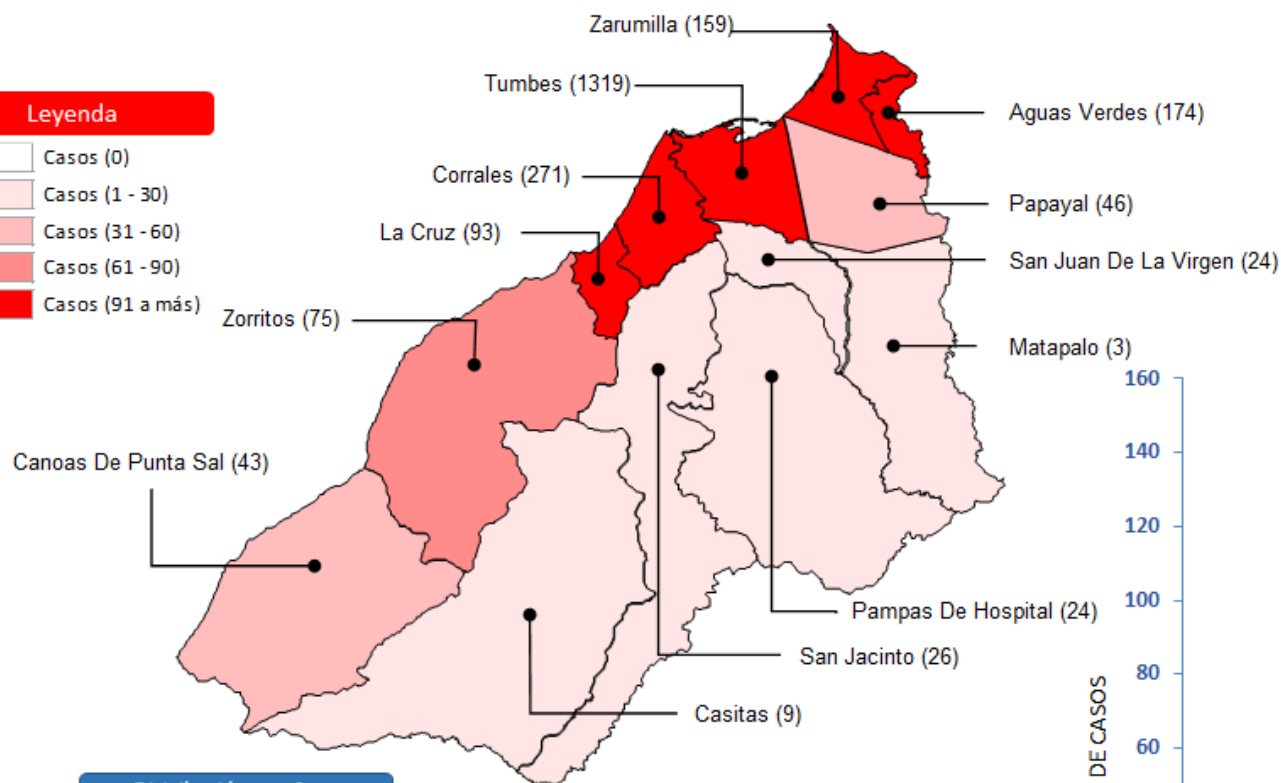 Zarumilla (159)
Tumbes (1319)
Leyenda
Aguas Verdes (174)
Casos (0)
Corrales (271)
Casos (1 - 30)
Papayal (46)
Casos (31 - 60)
La Cruz (93)
San Juan De La Virgen (24)
Casos (61 - 90)
Casos (91 a más)
Zorritos (75)
Matapalo (3)
160
140
Canoas De Punta Sal (43)
120
100
Pampas De Hospital (24)
San Jacinto (26)
80
Casitas (9)
DE CASOS
60